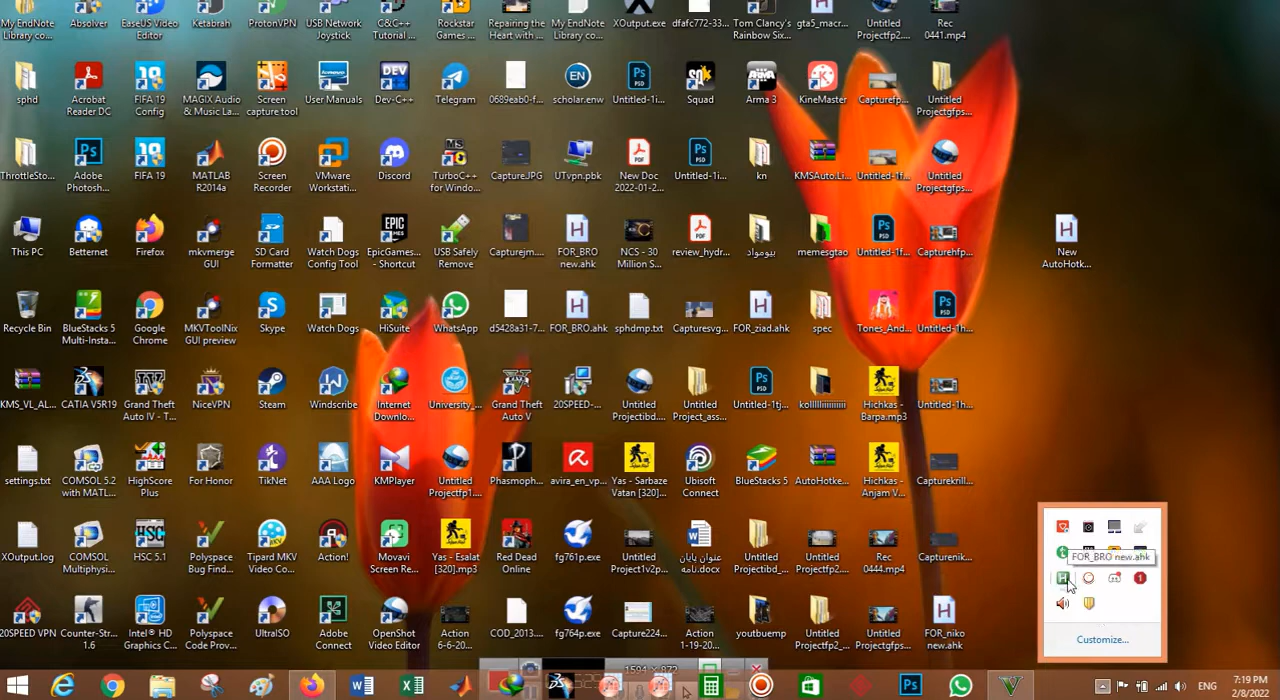 My EndNote Library co...
Absolver
EaseUS Video Editor
Ketabrah
ProtonVPN
USB Network Joystick
C&C++ Tutorial ...
Rockstar Games ...
Repairing the Heart with ...
My EndNote Library co...
XOutput.exe
dfafc772-33...
Tom Clancy's Rainbow Six...
gta5_macr...
Untitled Projectfp2....
Rec 0441.mp4
sphd
Acrobat Reader DC
FIFA 19 Config
MAGIX Audio & Music La...
Screen capture tool
User Manuals
Dev-C++
Telegram
0689eab0-f...
scholar.enw
Untitled-1i...
Squad
Arma 3
KineMaster
Capturefp...
Untitled Projectgfps...
ThrottleSto...
Adobe Photosh...
FIFA 19
MATLAB R2014a
Screen Recorder
VMware Workstati...
Discord
TurboC++ for Windo...
Capture.JPG
UTvpn.pbk
New Doc 2022-01-2...
Untitled-1i...
kn
KMSAuto.Li...
Untitled-1f...
Untitled Projectgfps...
This PC
Betternet
Firefox
mkvmerge GUI
SD Card Formatter
Watch Dogs Config Tool
EpicGames... - Shortcut
USB Safely Remove
Capturejm...
FOR_BRO new.ahk
NCS - 30 Million S...
review_hydr...
بیومواد
memesgtao
Untitled-1f...
Capturehfp...
New AutoHotk...
Recycle Bin
BlueStacks 5 Multi-Insta...
Google Chrome
MKVToolNix GUI preview
Skype
Watch Dogs
HiSuite
WhatsApp
d5428a31-7...
FOR_BRO.ahk
sphdmp.txt
Capturesvg...
FOR_ziad.ahk
spec
Tones_And...
Untitled-1h...
KMS_VL_AL...
CATIA V5R19
Grand Theft Auto IV - T...
NiceVPN
Steam
Windscribe
Internet Downlo...
University_...
Grand Theft Auto V
20SPEED-...
Untitled Projectibd....
Untitled Project_ass...
Untitled-1tj...
Hichkas - Barpa.mp3
Untitled-1h...
settings.txt
COMSOL 5.2 with MATL...
HighScore Plus
For Honor
TikNet
AAA Logo
KMPlayer
Untitled Projectfp1....
Phasmoph...
avira_en_vp...
Yas - Sarbaze Vatan [320]...
Ubisoft Connect
BlueStacks 5
AutoHotke...
Hichkas - Anjam V...
Capturekrill...
XOutput.log
COMSOL Multiphysi...
HSC 5.1
Polyspace Bug Find...
Tipard MKV Video Co...
Action!
Movavi Screen Re...
Yas - Esalat [320].mp3
Red Dead Online
fg761p.exe
Untitled Project1v2p...
عنوان پایان نامه.docx
Untitled Projectibd_...
Untitled Projectfp2...
Rec 0444.mp4
Capturenik...
FOR_BRO new.ahk
20SPEED VPN
Counter-Str... 1.6
Intel® HD Graphics C...
Polyspace Code Prov...
UltraISO
Adobe Connect
OpenShot Video Editor
Action 6-6-20...
COD_2013....
fg764p.exe
Capture224...
Action 1-19-20...
youtbuemp
Untitled Projectfp2_...
Untitled Projectfp2...
FOR_niko new.ahk
Customize...
1594 x 872
ENG
7:19 PM
2/8/2022